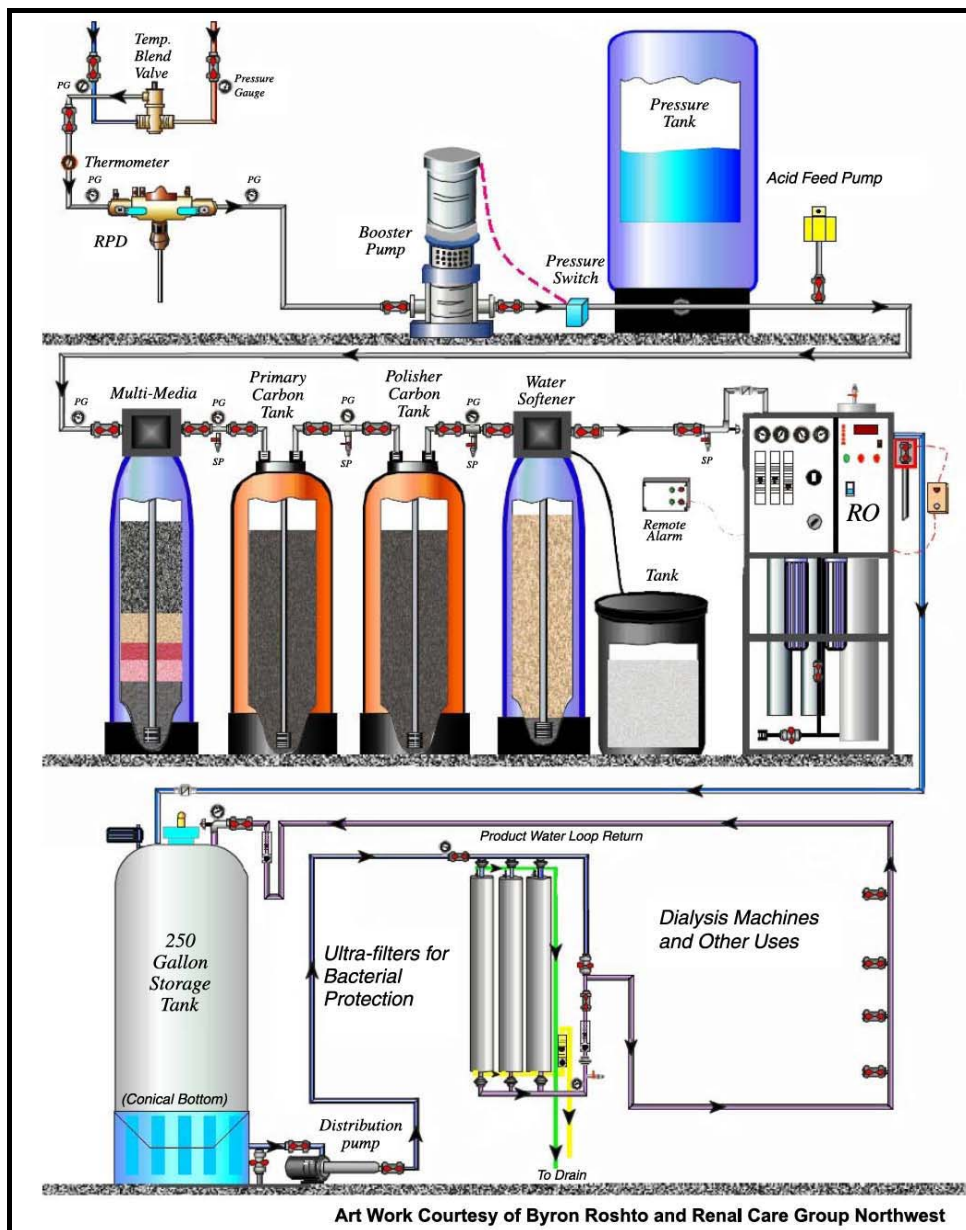 Temp.
Blend
Valve
PG
Pressure
Gauge
Thermometer
PG
PG
RPD
Booster
Pump
Pressure
Switch
Pressure
Tank
Acid Feed Pump
Multi-Media
Primary
Carbon
Tank
Polisher
Carbon
Tank
Water
Softener
PG
PG
PG
PG
SP
SP
SP
SP
Remote
Alarm
Tank
RO
Product Water Loop Return
250
Gallon
Storage
Tank
(Conical Bottom)
Ultra-filters for
Bacterial
Protection
Dialysis Machines
and Other Uses
Distribution
pump
To Drain
Art Work Courtesy of Byron Roshto and Renal Care Group Northwest